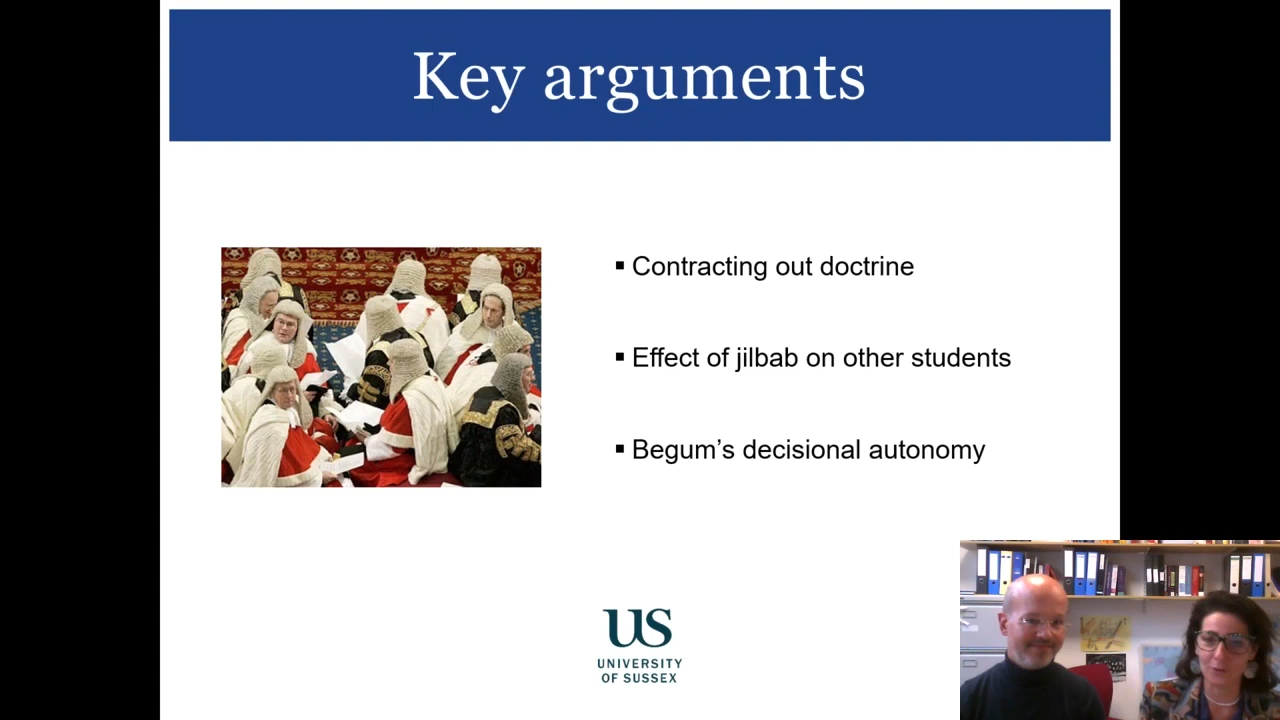 Key arguments
▪ Contracting out doctrine
▪ Effect of jilbab on other students
▪ Begum’s decisional autonomy
US
UNIVERSITY
OF SUSSEX